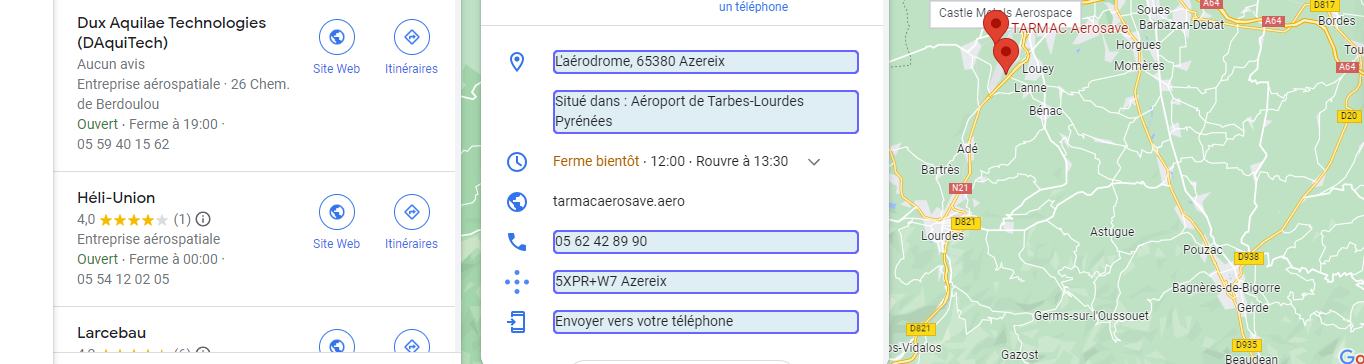 Dux Aquilae Technologies
(DAquiTech)
Aucun avis
Entreprise aérospatiale · 26 Chem.
de Berdoulou
Ouvert · Ferme à 19:00 ·
05 59 40 15 62
Site Web
Itinéraires
Héli-Union
4,0 (1)
Entreprise aérospatiale
Ouvert · Ferme à 00:00 ·
05 54 12 02 05
Site Web
Itinéraires
Larcebau
un téléphone
L'aérodrome, 65380 Azereix
Situé dans : Aéroport de Tarbes-Lourdes
Pyrénées
Ferme bientôt · 12:00 · Rouvre à 13:30
tarmacaerosave.aero
05 62 42 89 90
5XPR+W7 Azereix
Envoyer vers votre téléphone
Castle Metals Aerospace
TARMAC Aerosave
Soues
A64
D817
Barbazan-Debat
Bordes
Horgues
Momères
A64
Louey
Lanne
Bénac
D20
Adé
Bartrès
N21
D821
Lourdes
Astugue
Pouzac
D938
Bagnères-de-Bigorre
Gerde
Germs-sur-l'Oussouet
D821
D935
Gazost
Beaudean